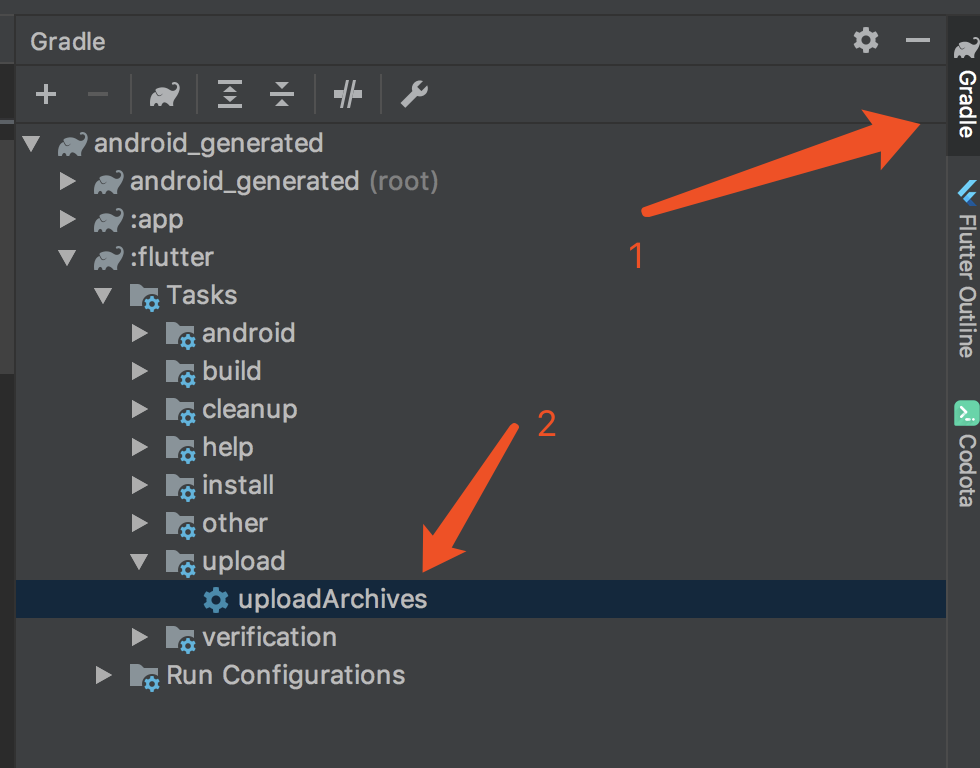 Gradle
android_generated
android_generated (root)
:app
:flutter
Tasks
android
build
cleanup
help
install
other
upload
uploadArchives
verification
Run Configurations
1
2
Gradle
Flutter Outline
Codota